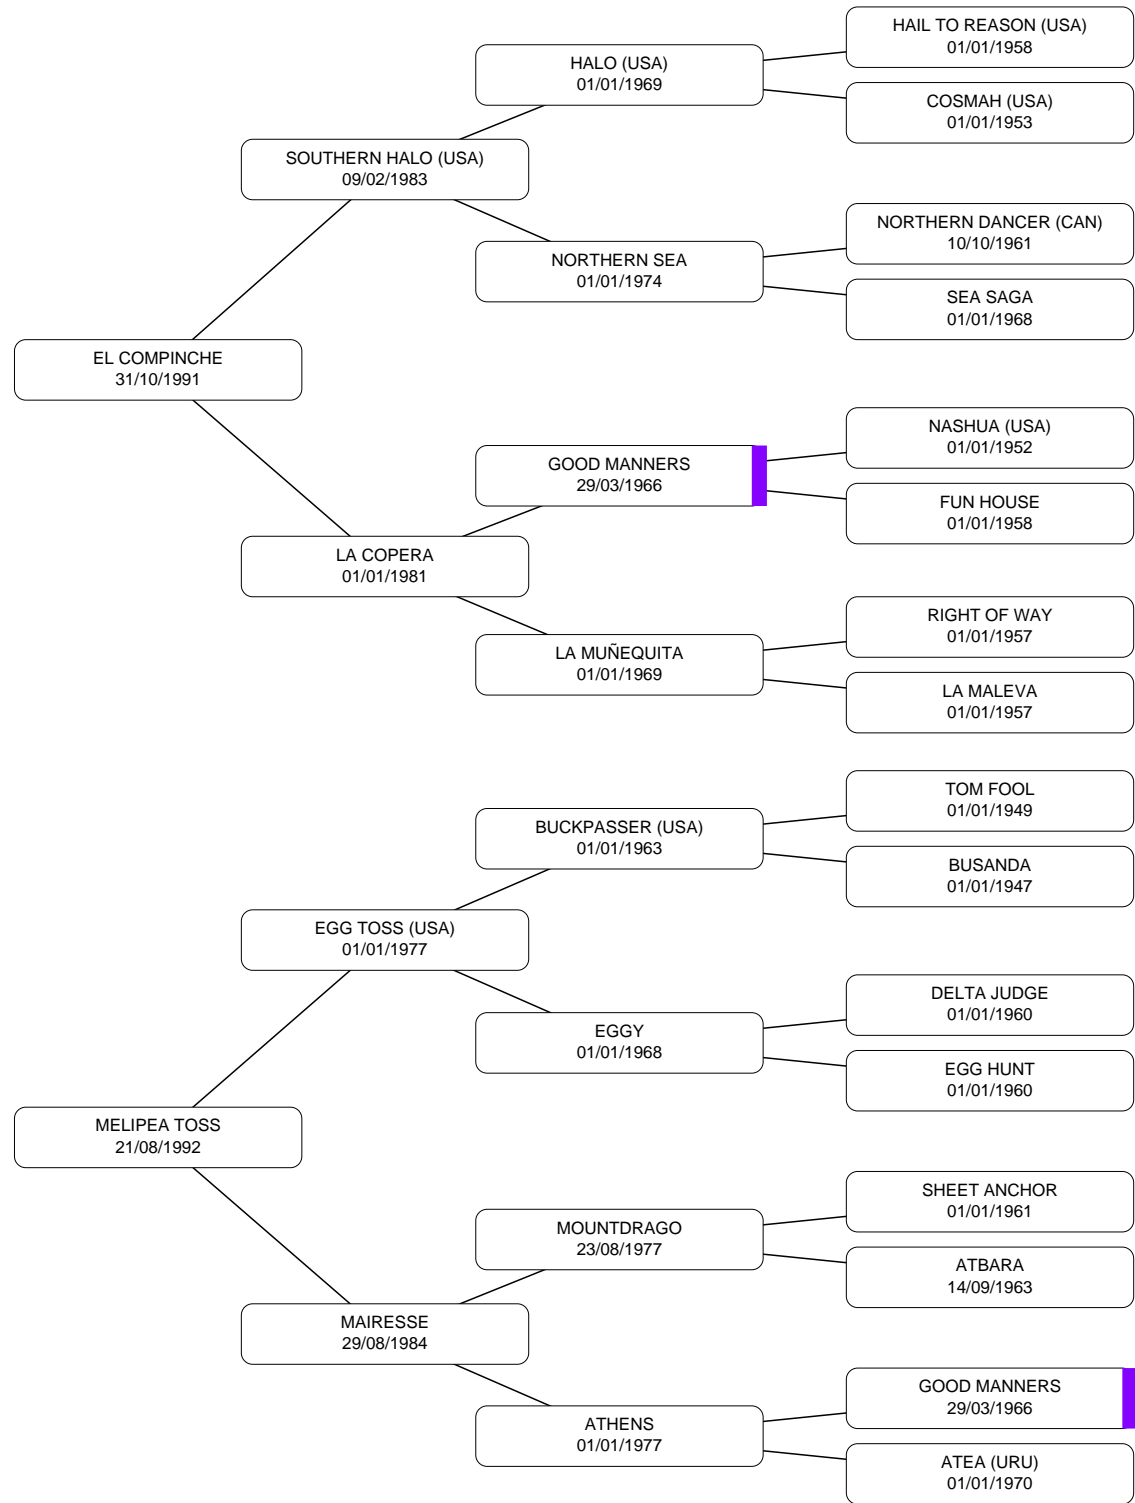 HAIL TO REASON (USA)
01/01/1958
HALO (USA)
01/01/1969
COSMAH (USA)
01/01/1953
SOUTHERN HALO (USA)
09/02/1983
NORTHERN DANCER (CAN)
10/10/1961
NORTHERN SEA
01/01/1974
SEA SAGA
01/01/1968
EL COMPINCHE
31/10/1991
NASHUA (USA)
01/01/1952
GOOD MANNERS
29/03/1966
FUN HOUSE
01/01/1958
LA COPERA
01/01/1981
RIGHT OF WAY
01/01/1957
LA MUÑEQUITA
01/01/1969
LA MALEVA
01/01/1957
TOM FOOL
01/01/1949
BUCKPASSER (USA)
01/01/1963
BUSANDA
01/01/1947
EGG TOSS (USA)
01/01/1977
DELTA JUDGE
01/01/1960
EGGY
01/01/1968
EGG HUNT
01/01/1960
MELIPEA TOSS
21/08/1992
SHEET ANCHOR
01/01/1961
MOUNTDRAGO
23/08/1977
ATBARA
14/09/1963
MAIRESSE
29/08/1984
GOOD MANNERS
29/03/1966
ATHENS
01/01/1977
ATEA (URU)
01/01/1970